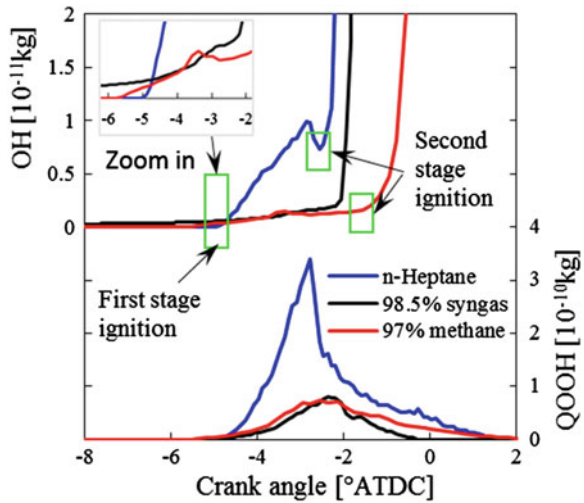 2
1.5
1
0.5
0
OH [10⁻¹¹kg]
-6 -5 -4 -3 -2
Zoom in
Second
stage
ignition
First stage
ignition
4
3
2
1
0
QOOH [10⁻¹⁰kg]
n-Heptane
98.5% syngas
97% methane
-8 -6 -4 -2 0 2
Crank angle [°ATDC]